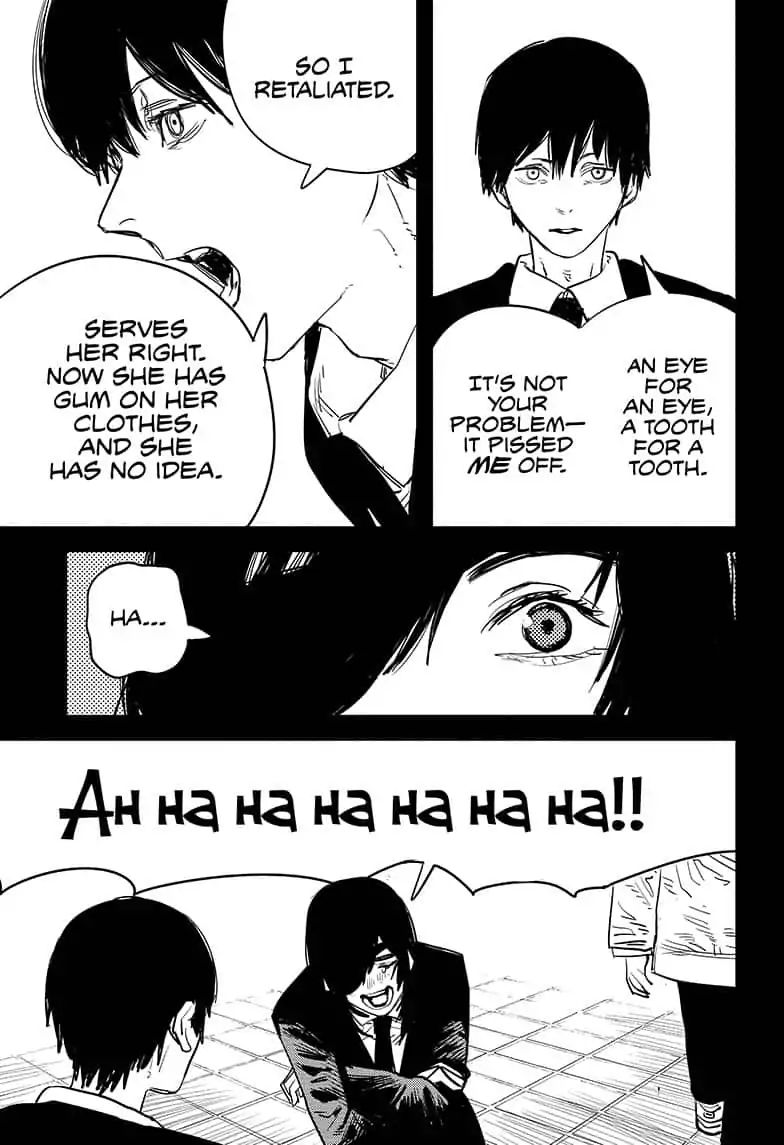 AN EYE
FOR
AN EYE,
A TOOTH
FOR A
TOOTH.
IT'S NOT
YOUR
PROBLEM—
IT PISSED
ME OFF.
SO I
RETALIATED.
SERVES
HER RIGHT.
NOW SHE HAS
GUM ON HER
CLOTHES,
AND SHE
HAS NO IDEA.
HA...
AH HA HA HA HA HA HA!!